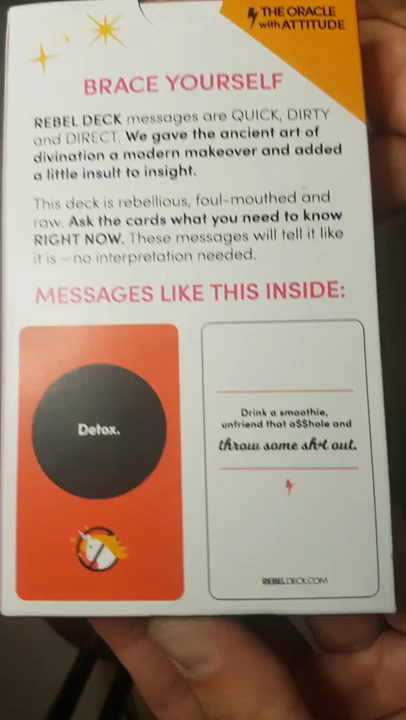 THE ORACLE
with ATTITUDE
BRACE YOURSELF
REBEL DECK messages are QUICK, DIRTY
and DIRECT. We gave the ancient art of
divination a modern makeover and added
a little insult to insight.
This deck is rebellious, foul-mouthed and
raw. Ask the cards what you need to know
RIGHT NOW. These messages will tell it like
it is — no interpretation needed.
MESSAGES LIKE THIS INSIDE:
Detox.
Drink a smoothie,
unfriend that a$$hole and
throw some sh*t out.
REBELDECK.COM